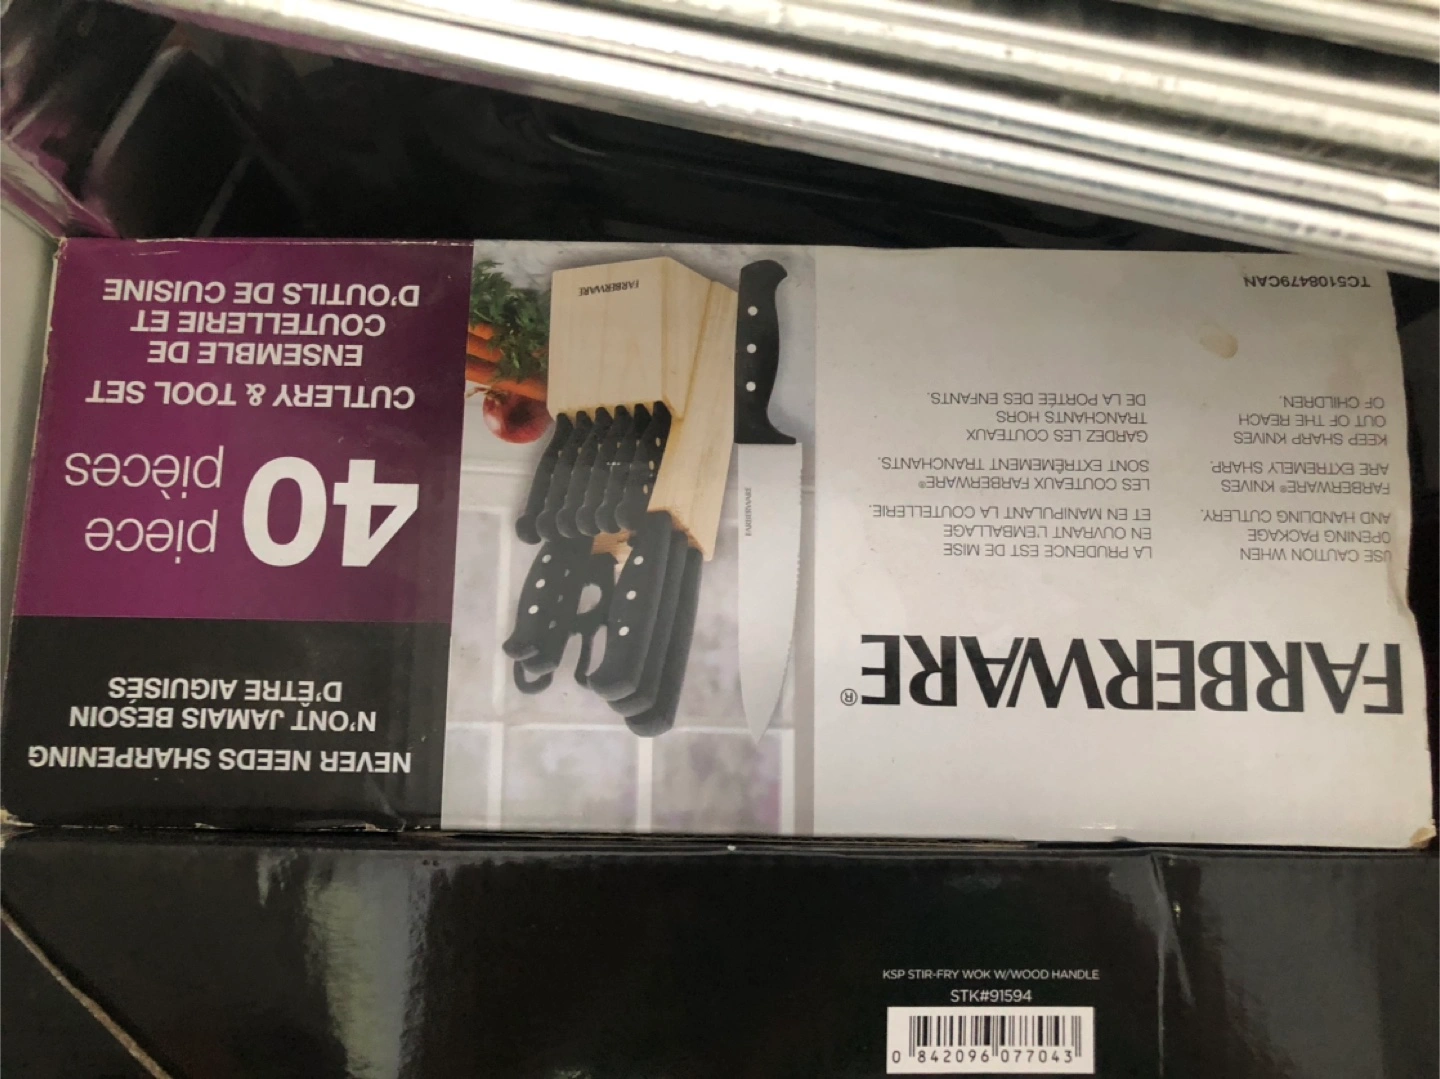 FARBERWARE®
USE CAUTION WHEN
OPENING PACKAGE
AND HANDLING CUTLERY.
FARBERWARE® KNIVES
ARE EXTREMELY SHARP.
KEEP SHARP KNIVES
OUT OF THE REACH
OF CHILDREN.
LA PRUDENCE EST DE MISE
EN OUVRANT L'EMBALLAGE
ET EN MANIPULANT LA COUTELLERIE.
LES COUTEAUX FARBERWARE®
SONT EXTRÊMEMENT TRANCHANTS.
GARDEZ LES COUTEAUX
TRANCHANTS HORS
DE LA PORTÉE DES ENFANTS.
TC5108479CAN
FARBERWARE
FARBERWARE
NEVER NEEDS SHARPENING
N'ONT JAMAIS BESOIN
D'ÊTRE AIGUISÉS
40 piece
pièces
CUTLERY & TOOL SET
ENSEMBLE DE
COUTELLERIE ET
D'OUTILS DE CUISINE
KSP STIR-FRY WOK W/WOOD HANDLE
STK#91594
0 842096 077043